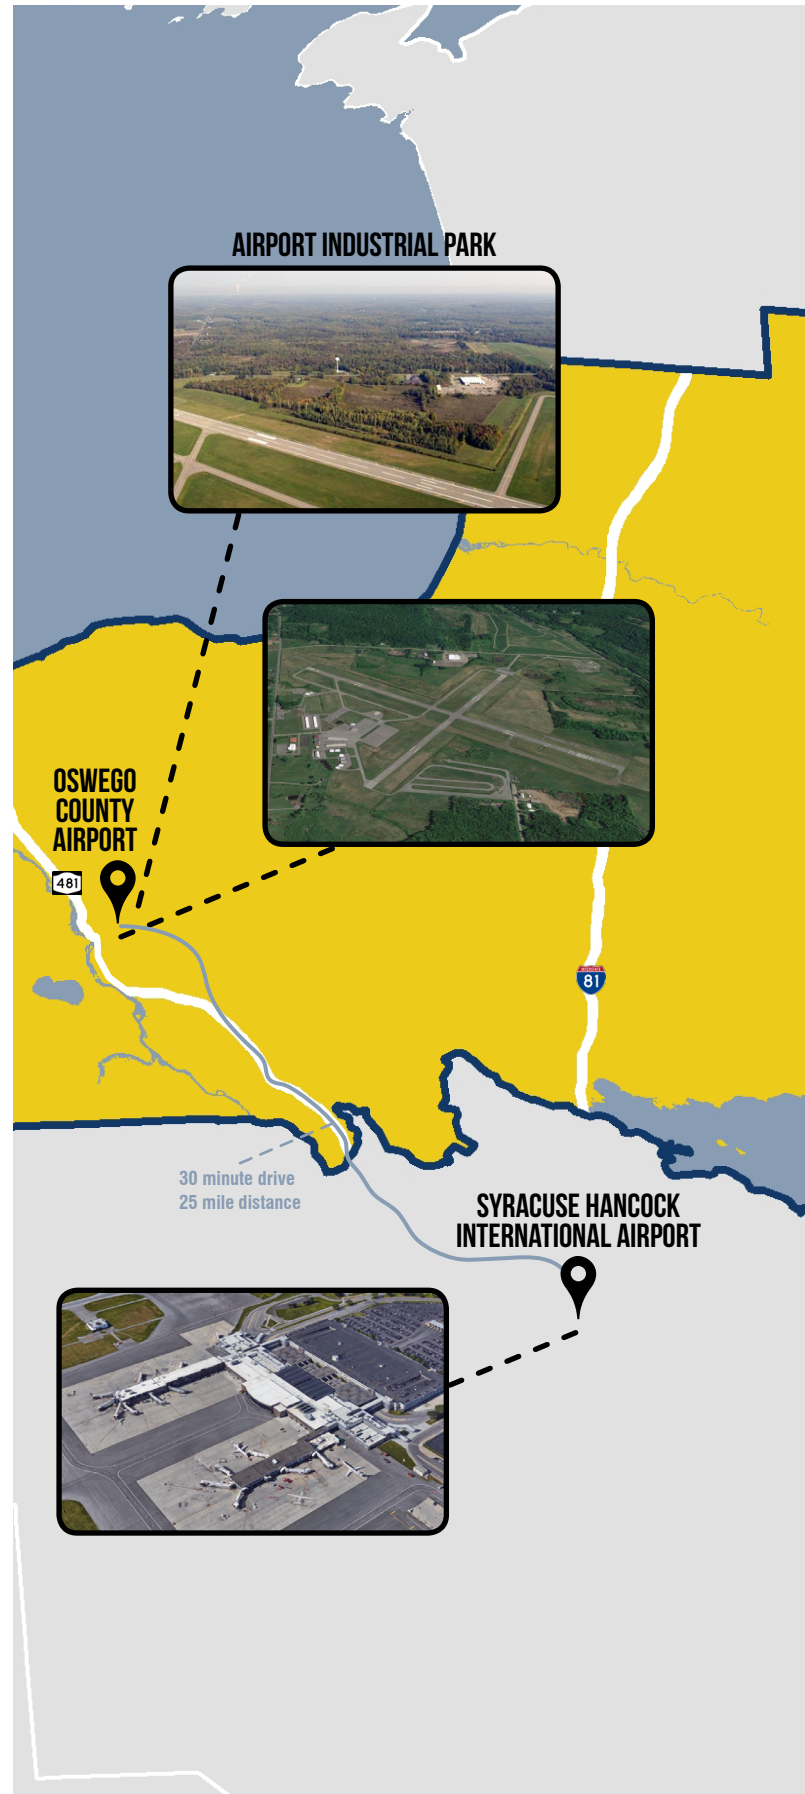 AIRPORT INDUSTRIAL PARK
OSWEGO
COUNTY
AIRPORT
481
81
30 minute drive
25 mile distance
SYRACUSE HANCOCK
INTERNATIONAL AIRPORT